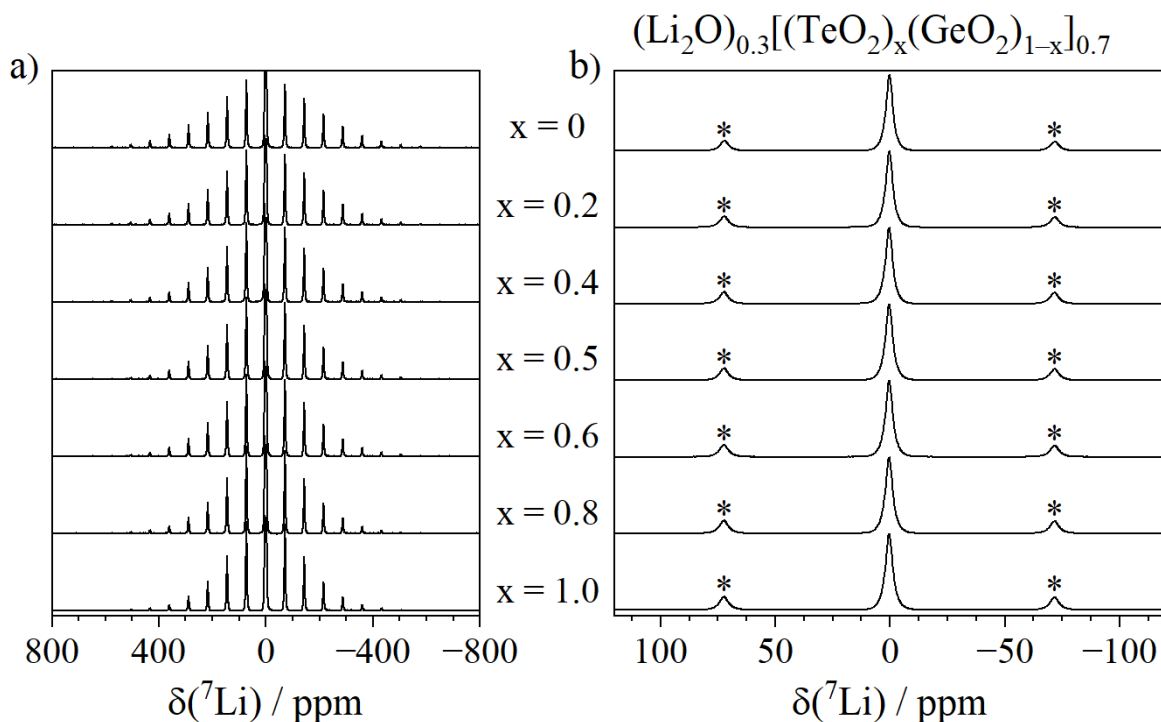 (Li₂O)₀.₃[(TeO₂)ₓ(GeO₂)₁₋ₓ]₀.₇
a)
b)
x = 0
* *
x = 0.2
* *
x = 0.4
* *
x = 0.5
* *
x = 0.6
* *
x = 0.8
* *
x = 1.0
* *
800 400 0 −400 −800
100 50 0 −50 −100
δ(⁷Li) / ppm
δ(⁷Li) / ppm